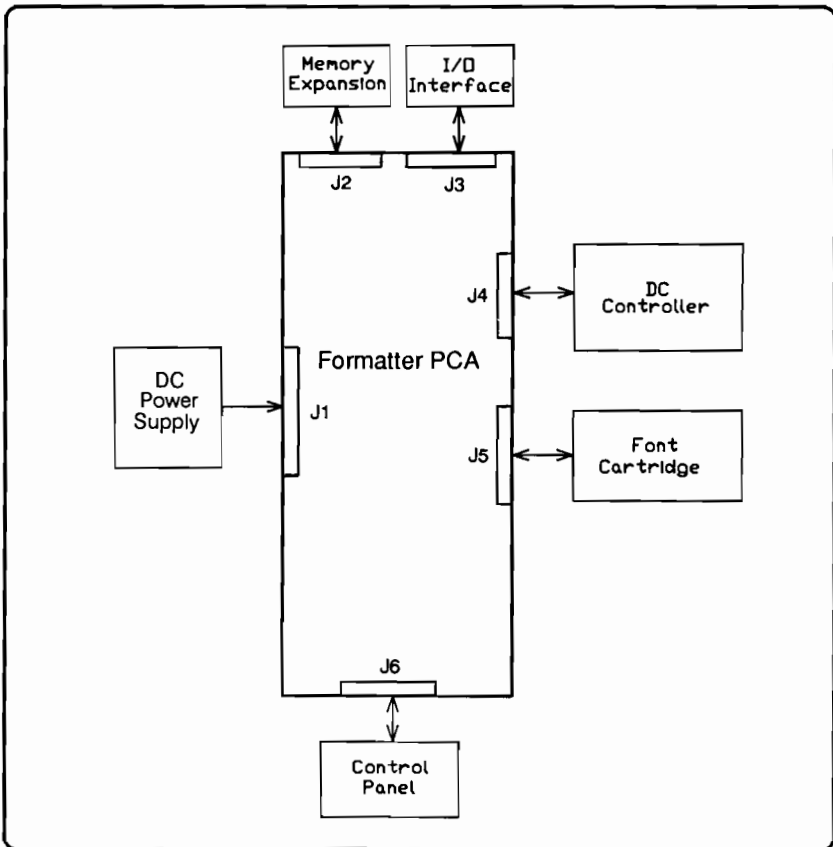 Memory
Expansion
I/O
Interface
J2
J3
J4
DC
Controller
Formatter PCA
DC
Power
Supply
J1
J5
Font
Cartridge
J6
Control
Panel